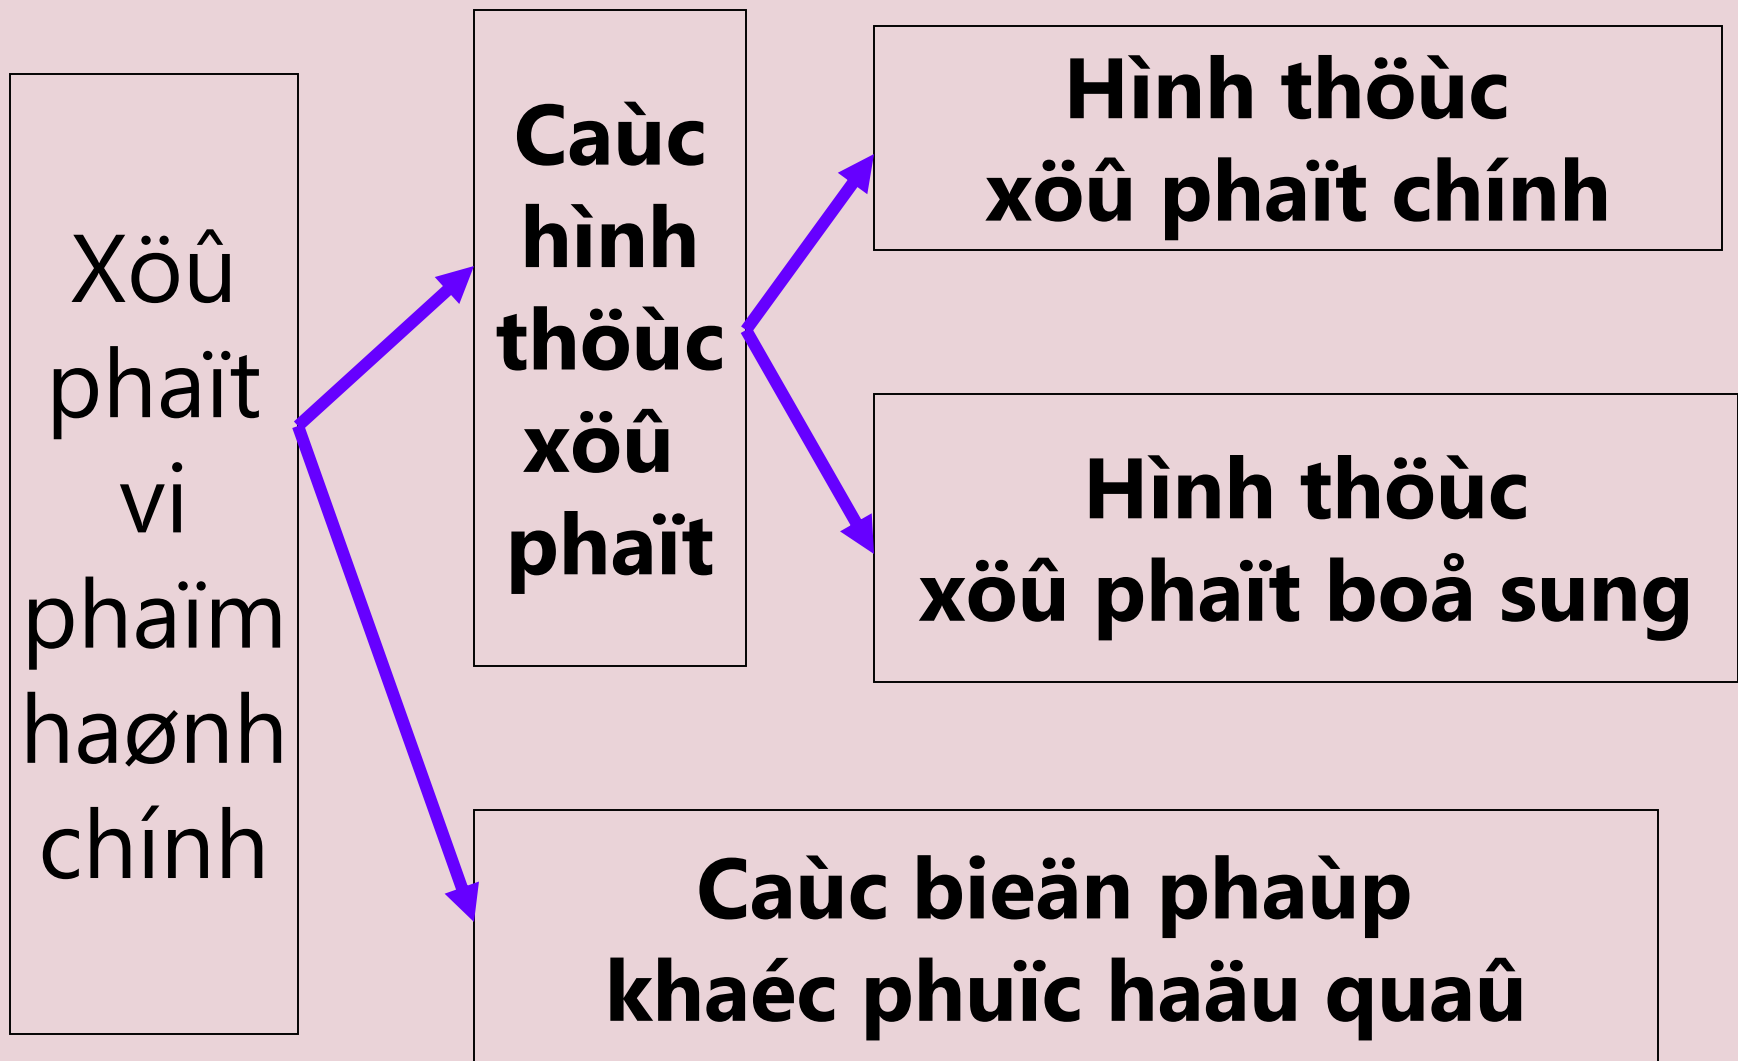 Xöû
phaït
vi
phaïm
haønh
chính
Caùc
hình
thöùc
xöû
phaït
Hình thöùc
xöû phaït chính
Hình thöùc
xöû phaït boå sung
Caùc bieän phaùp
khaéc phuïc haäu quaû